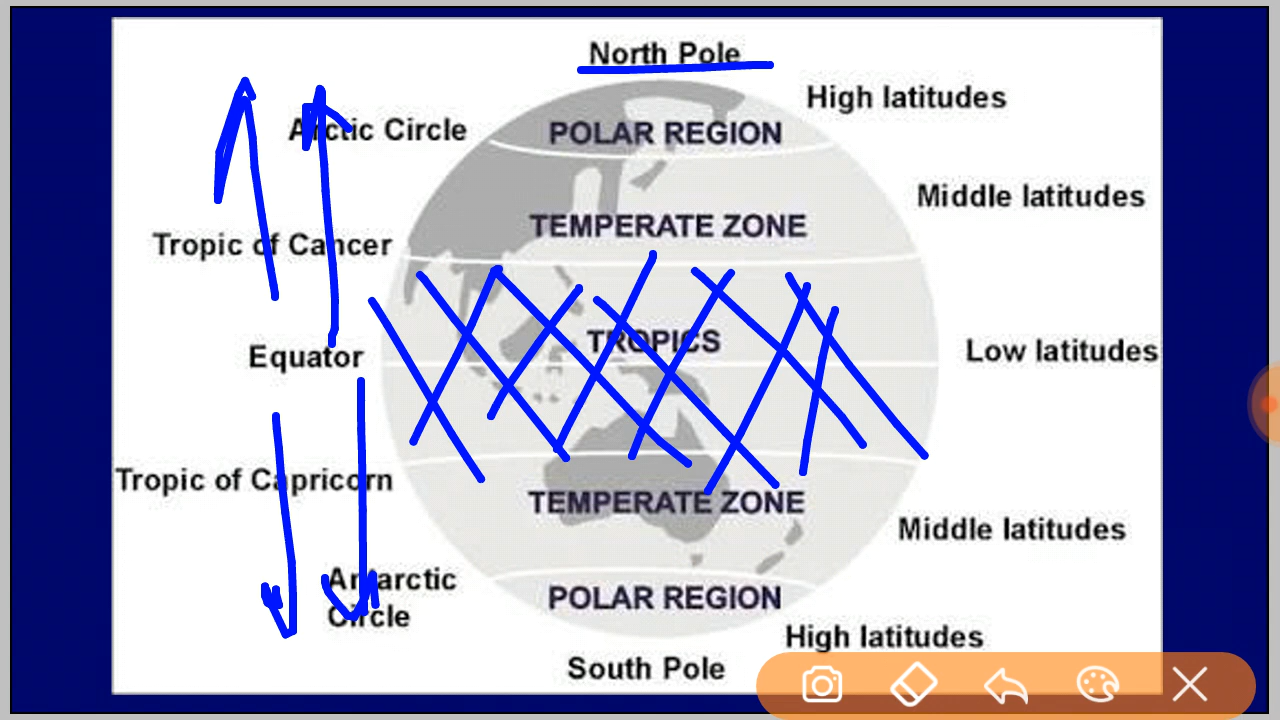 North Pole
High latitudes
Arctic Circle
POLAR REGION
Middle latitudes
TEMPERATE ZONE
Tropic of Cancer
TROPICS
Equator
Low latitudes
Tropic of Capricorn
TEMPERATE ZONE
Middle latitudes
Antarctic
Circle
POLAR REGION
High latitudes
South Pole